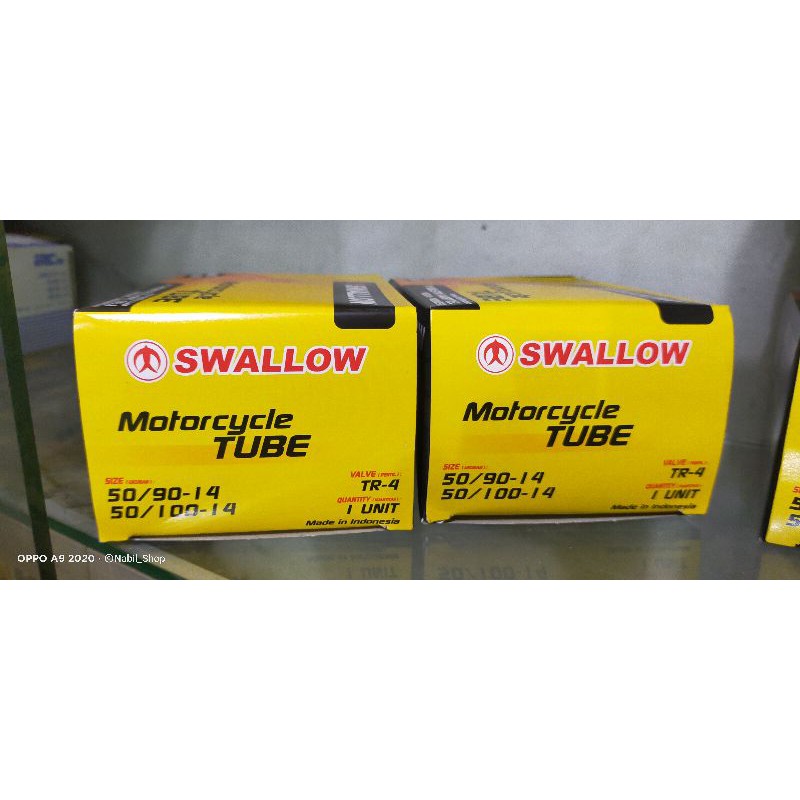 SWALLOW
SWALLOW
Motorcycle
TUBE
SIZE
50/90-14
50/100-14
VALVE
TR-4
QUANTITY
1 UNIT
Made in Indonesia
SWALLOW
Motorcycle
TUBE
SIZE
50/90-14
50/100-14
VALVE
TR-4
QUANTITY
1 UNIT
Made in Indonesia
OPPO A9 2020 · ©Nabil_Shop